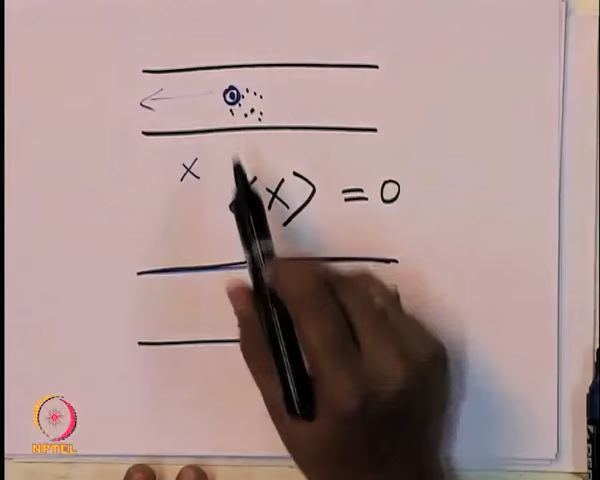 x ⟨x⟩ = 0
NPTEL